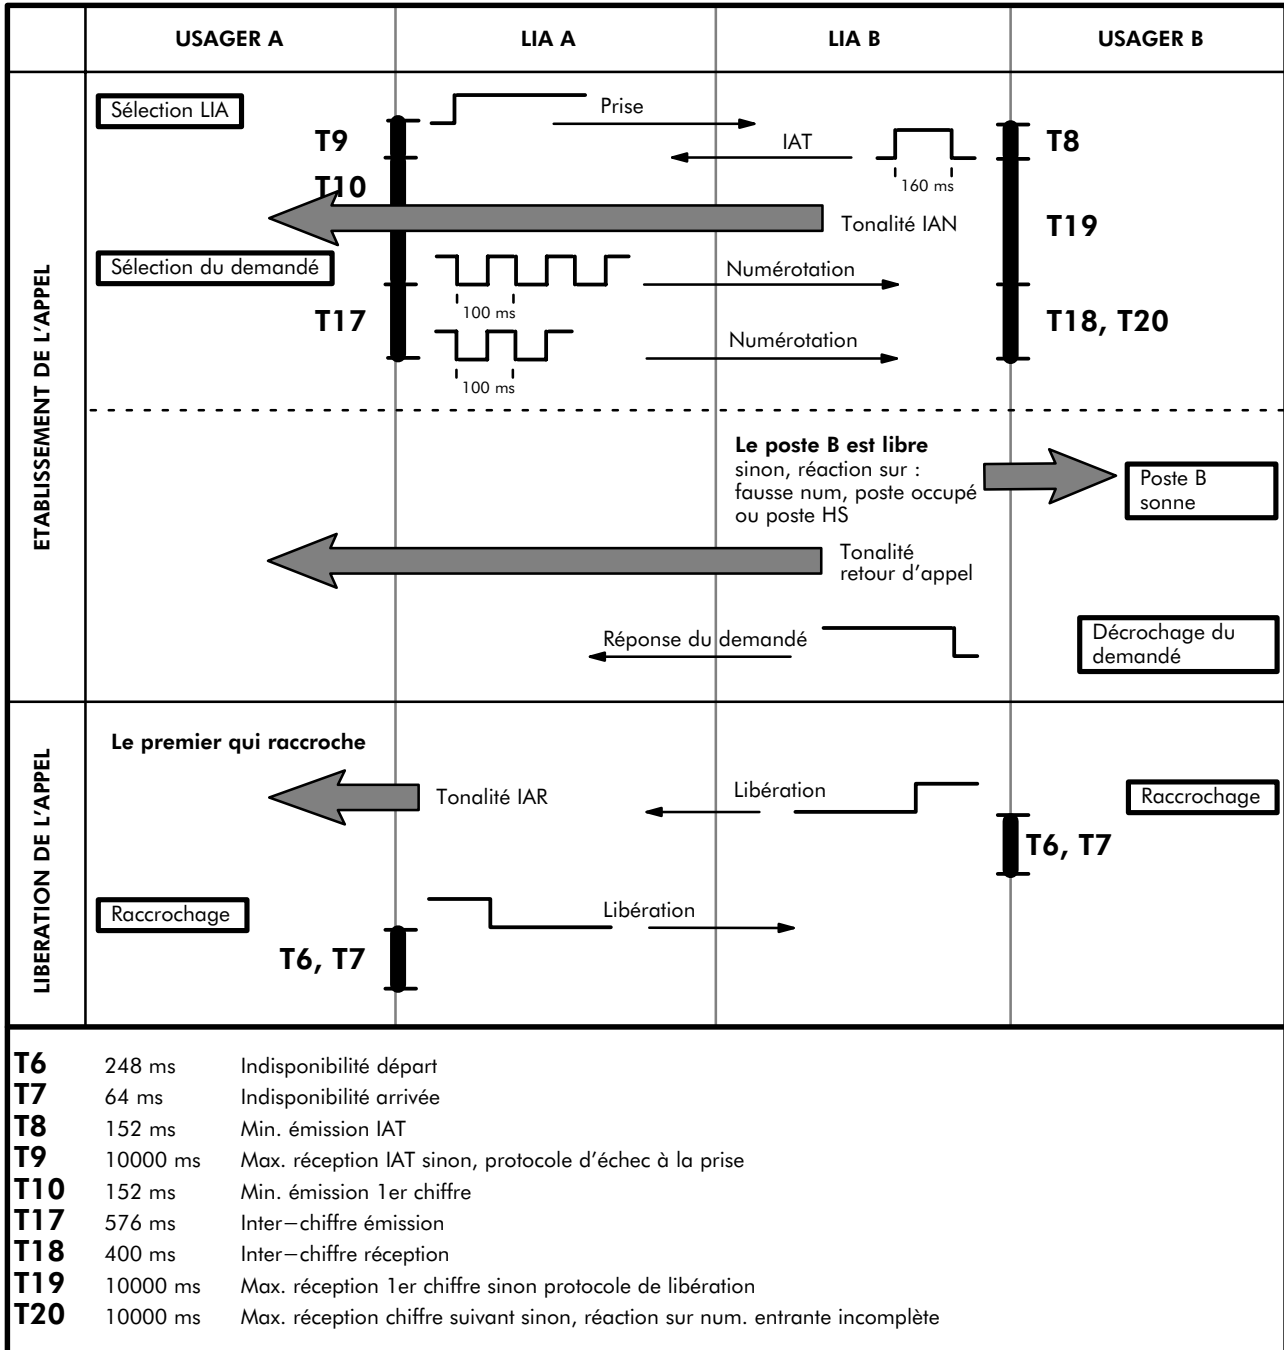 USAGER A
LIA A
LIA B
USAGER B
ETABLISSEMENT DE L'APPEL
Sélection LIA
Prise
T9
T8
IAT
160 ms
T10
Tonalité IAN
T19
Sélection du demandé
Numérotation
100 ms
T17
T18, T20
Numérotation
100 ms
Le poste B est libre
sinon, réaction sur :
fausse num, poste occupé
ou poste HS
Poste B
sonne
Tonalité
retour d'appel
Réponse du demandé
Décrochage du
demandé
LIBERATION DE L'APPEL
Le premier qui raccroche
Tonalité IAR
Libération
Raccrochage
T6, T7
Raccrochage
Libération
T6, T7
T6 248 ms Indisponibilité départ
T7 64 ms Indisponibilité arrivée
T8 152 ms Min. émission IAT
T9 10000 ms Max. réception IAT sinon, protocole d'échec à la prise
T10 152 ms Min. émission 1er chiffre
T17 576 ms Inter−chiffre émission
T18 400 ms Inter−chiffre réception
T19 10000 ms Max. réception 1er chiffre sinon protocole de libération
T20 10000 ms Max. réception chiffre suivant sinon, réaction sur num. entrante incomplète